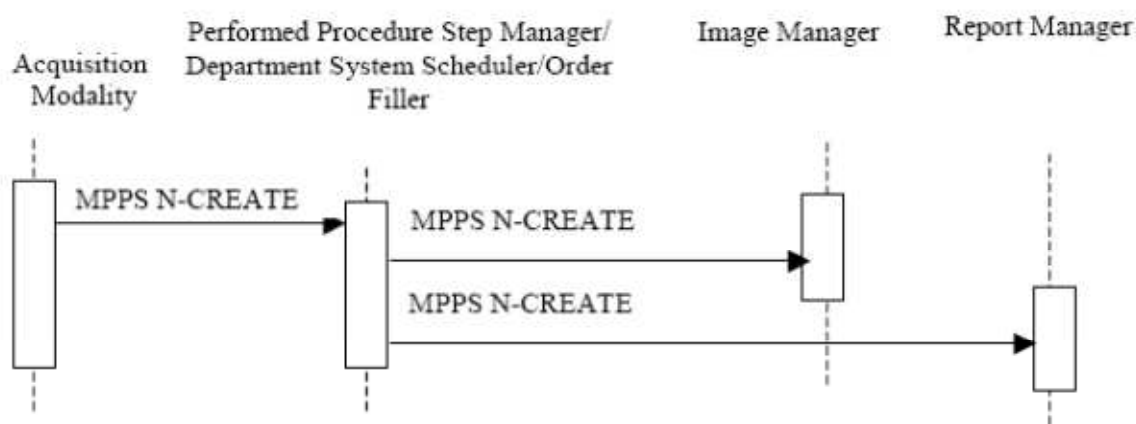 Acquisition
Modality
Performed Procedure Step Manager/
Department System Scheduler/Order
Filler
Image Manager
Report Manager
MPPS N-CREATE
MPPS N-CREATE
MPPS N-CREATE